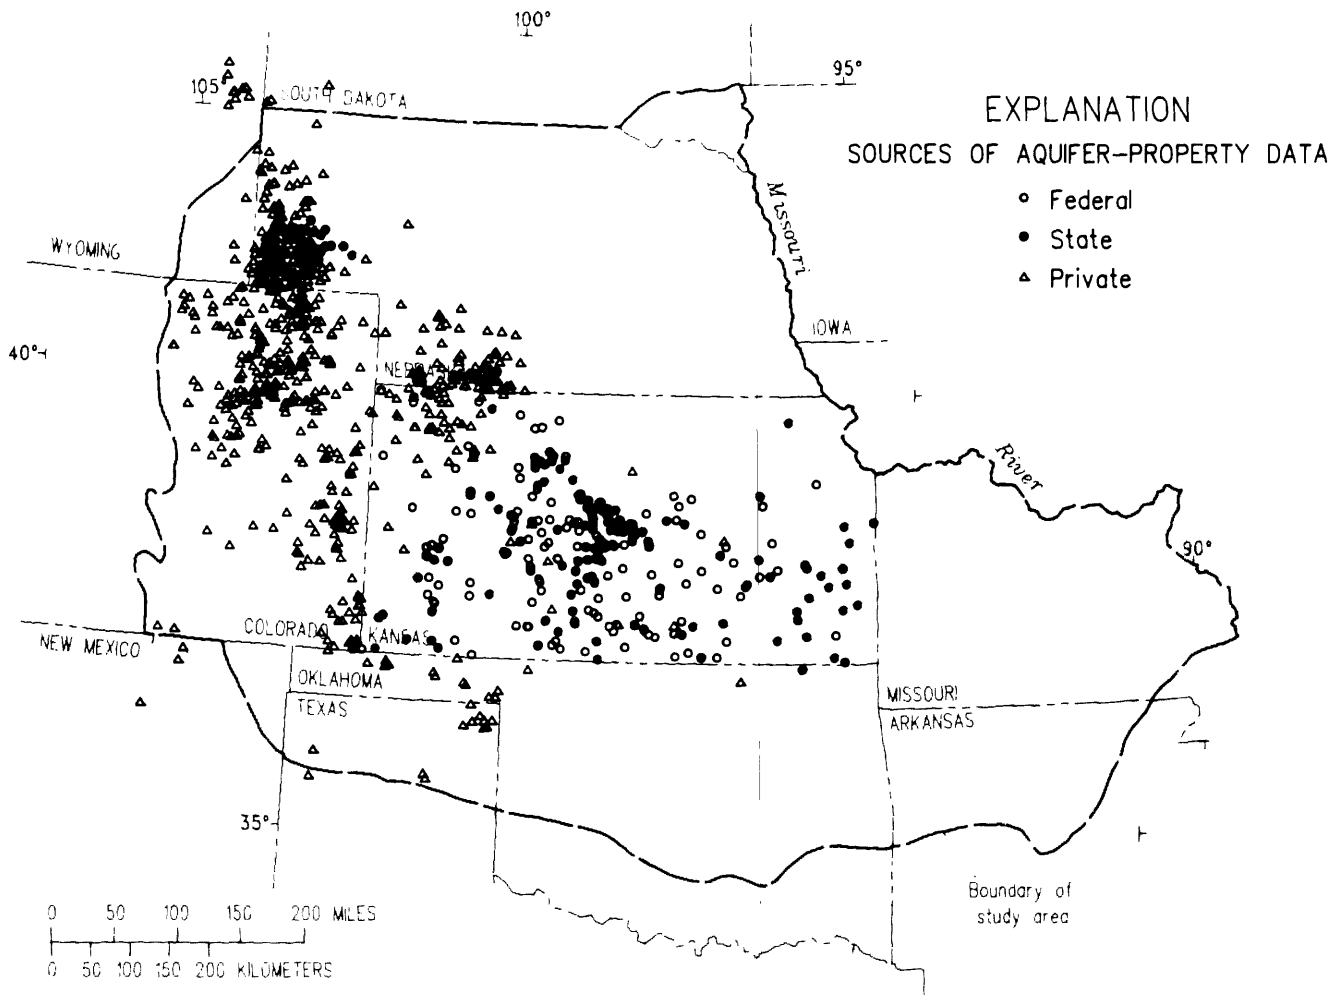 100°
105°
95°
SOUTH DAKOTA
EXPLANATION
SOURCES OF AQUIFER-PROPERTY DATA
Federal
State
Private
Missouri
WYOMING
IOWA
40°
NEBRASKA
River
90°
COLORADO
KANSAS
NEW MEXICO
OKLAHOMA
TEXAS
MISSOURI
ARKANSAS
35°
Boundary of
study area
0 50 100 150 200 MILES
0 50 100 150 200 KILOMETERS